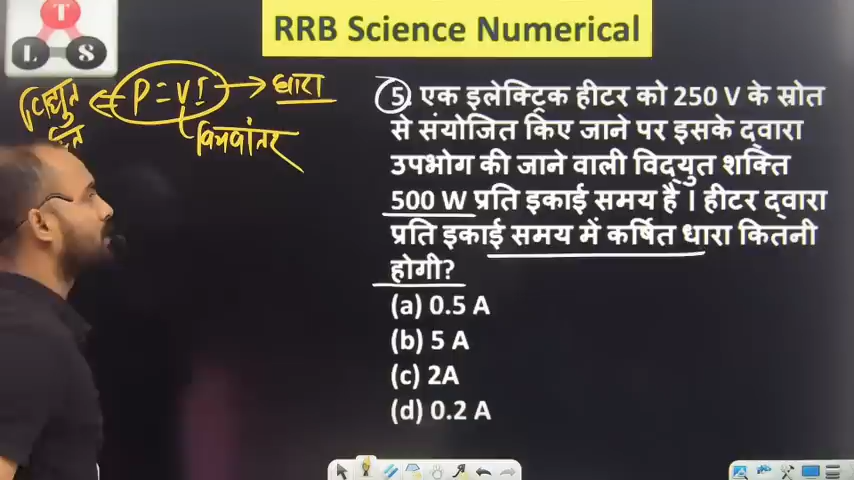 T
L S
RRB Science Numerical
विद्युत P = VI धारा
विभवांतर
5. एक इलेक्ट्रिक हीटर को 250 V के स्रोत
से संयोजित किए जाने पर इसके द्वारा
उपभोग की जाने वाली विद्युत शक्ति
500 W प्रति इकाई समय है । हीटर द्वारा
प्रति इकाई समय में कर्षित धारा कितनी
होगी?
(a) 0.5 A
(b) 5 A
(c) 2A
(d) 0.2 A